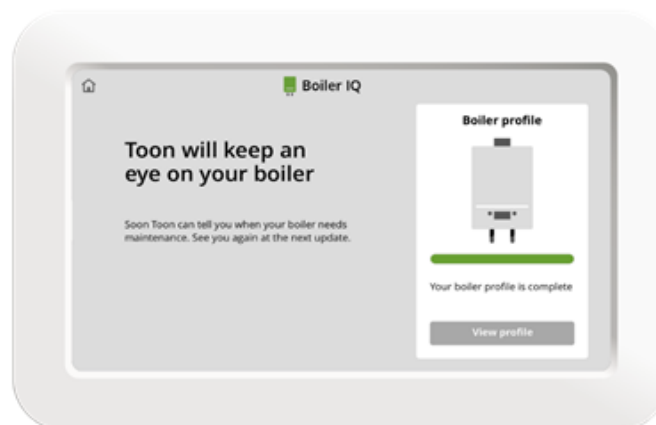 Boiler IQ
Toon will keep an
eye on your boiler
Soon Toon can tell you when your boiler needs
maintenance. See you again at the next update.
Boiler profile
Your boiler profile is complete
View profile